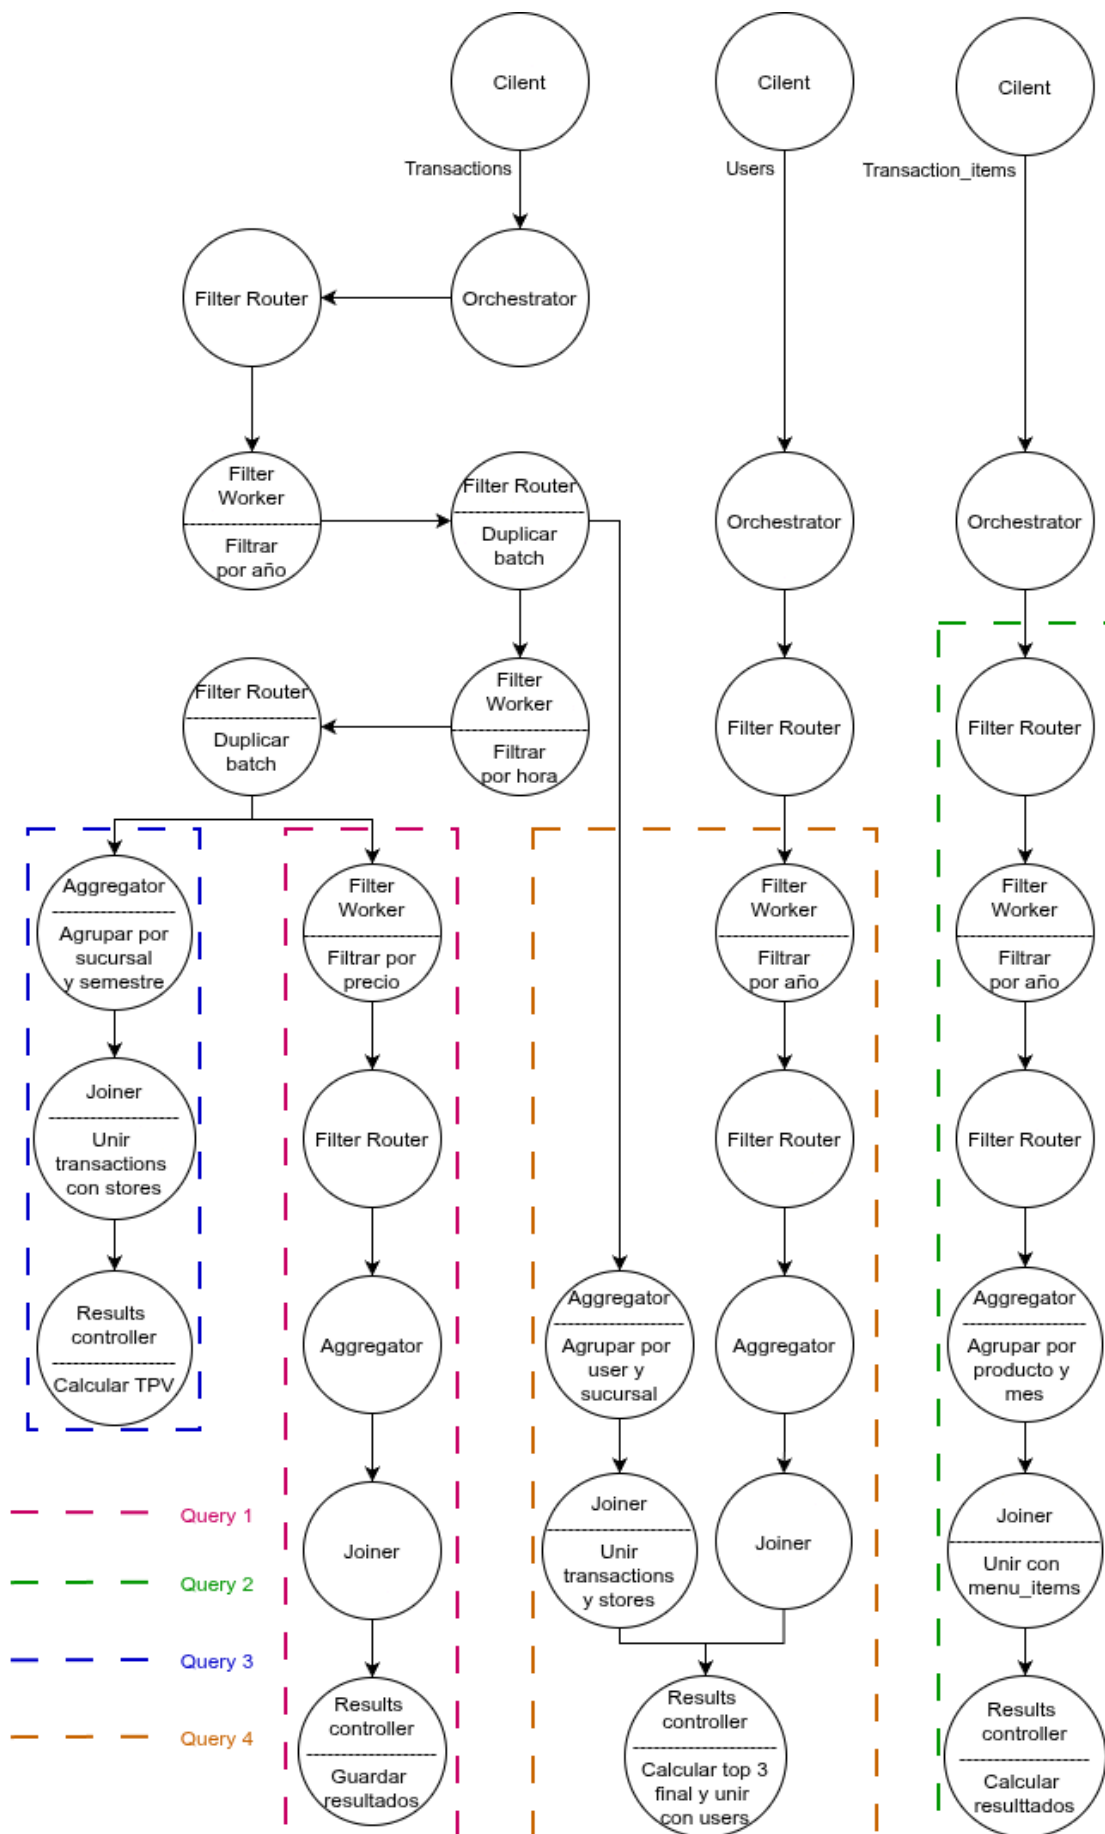 Cilent
Cilent
Cilent
Transactions
Users
Transaction_items
Filter Router
Orchestrator
Filter
Worker
Filtrar
por año
Filter Router
Duplicar
batch
Orchestrator
Orchestrator
Filter Router
Duplicar
batch
Filter
Worker
Filtrar
por hora
Filter Router
Filter Router
Aggregator
Agrupar por
sucursal
y semestre
Filter
Worker
Filtrar por
precio
Filter
Worker
Filtrar
por año
Filter
Worker
Filtrar
por año
Joiner
Unir
transactions
con stores
Filter Router
Filter Router
Filter Router
Results
controller
Calcular TPV
Aggregator
Aggregator
Agrupar por
user y
sucursal
Aggregator
Aggregator
Agrupar por
producto y
mes
Query 1
Query 2
Query 3
Query 4
Joiner
Joiner
Unir
transactions
y stores
Joiner
Joiner
Unir con
menu_items
Results
controller
Guardar
resultados
Results
controller
Calcular top 3
final y unir
con users
Results
controller
Calcular
resulttados